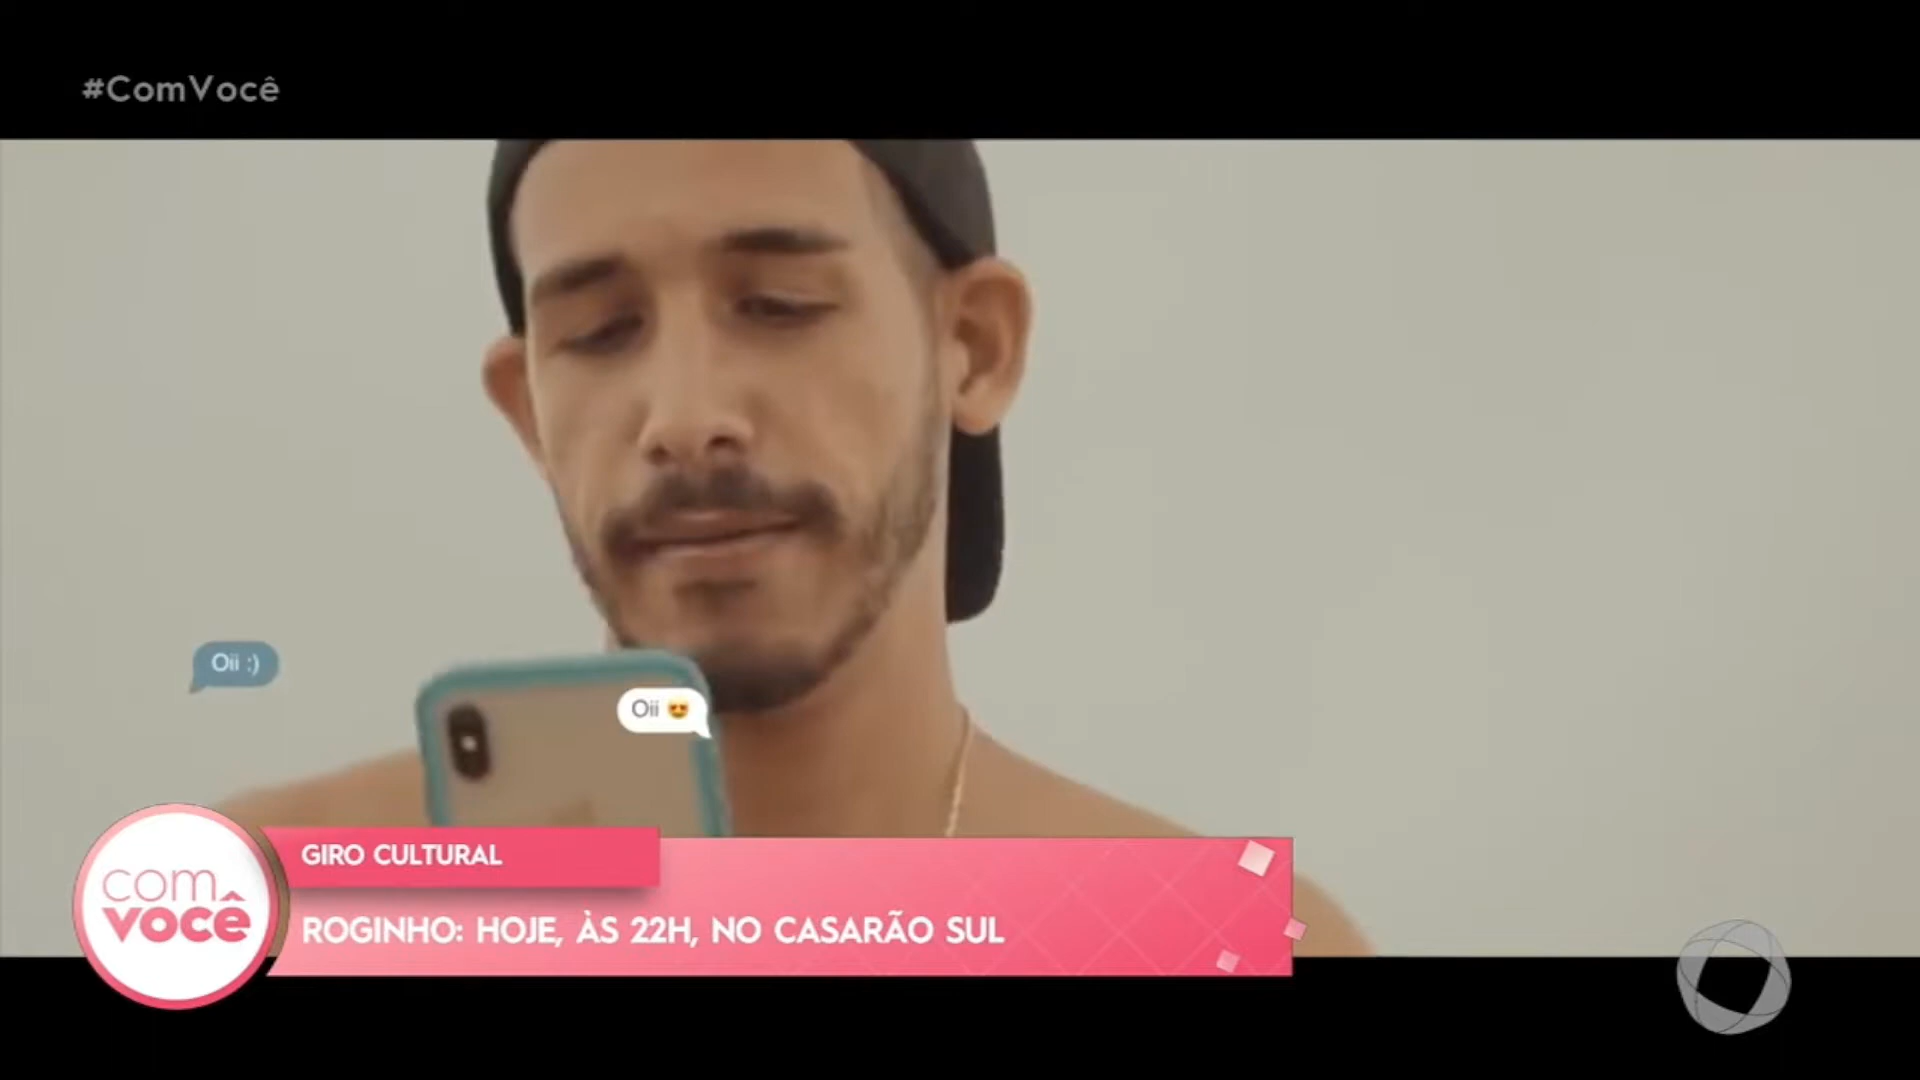 #ComVocê
Oii :)
Oii 😍
GIRO CULTURAL
com
você
ROGINHO: HOJE, ÀS 22H, NO CASARÃO SUL